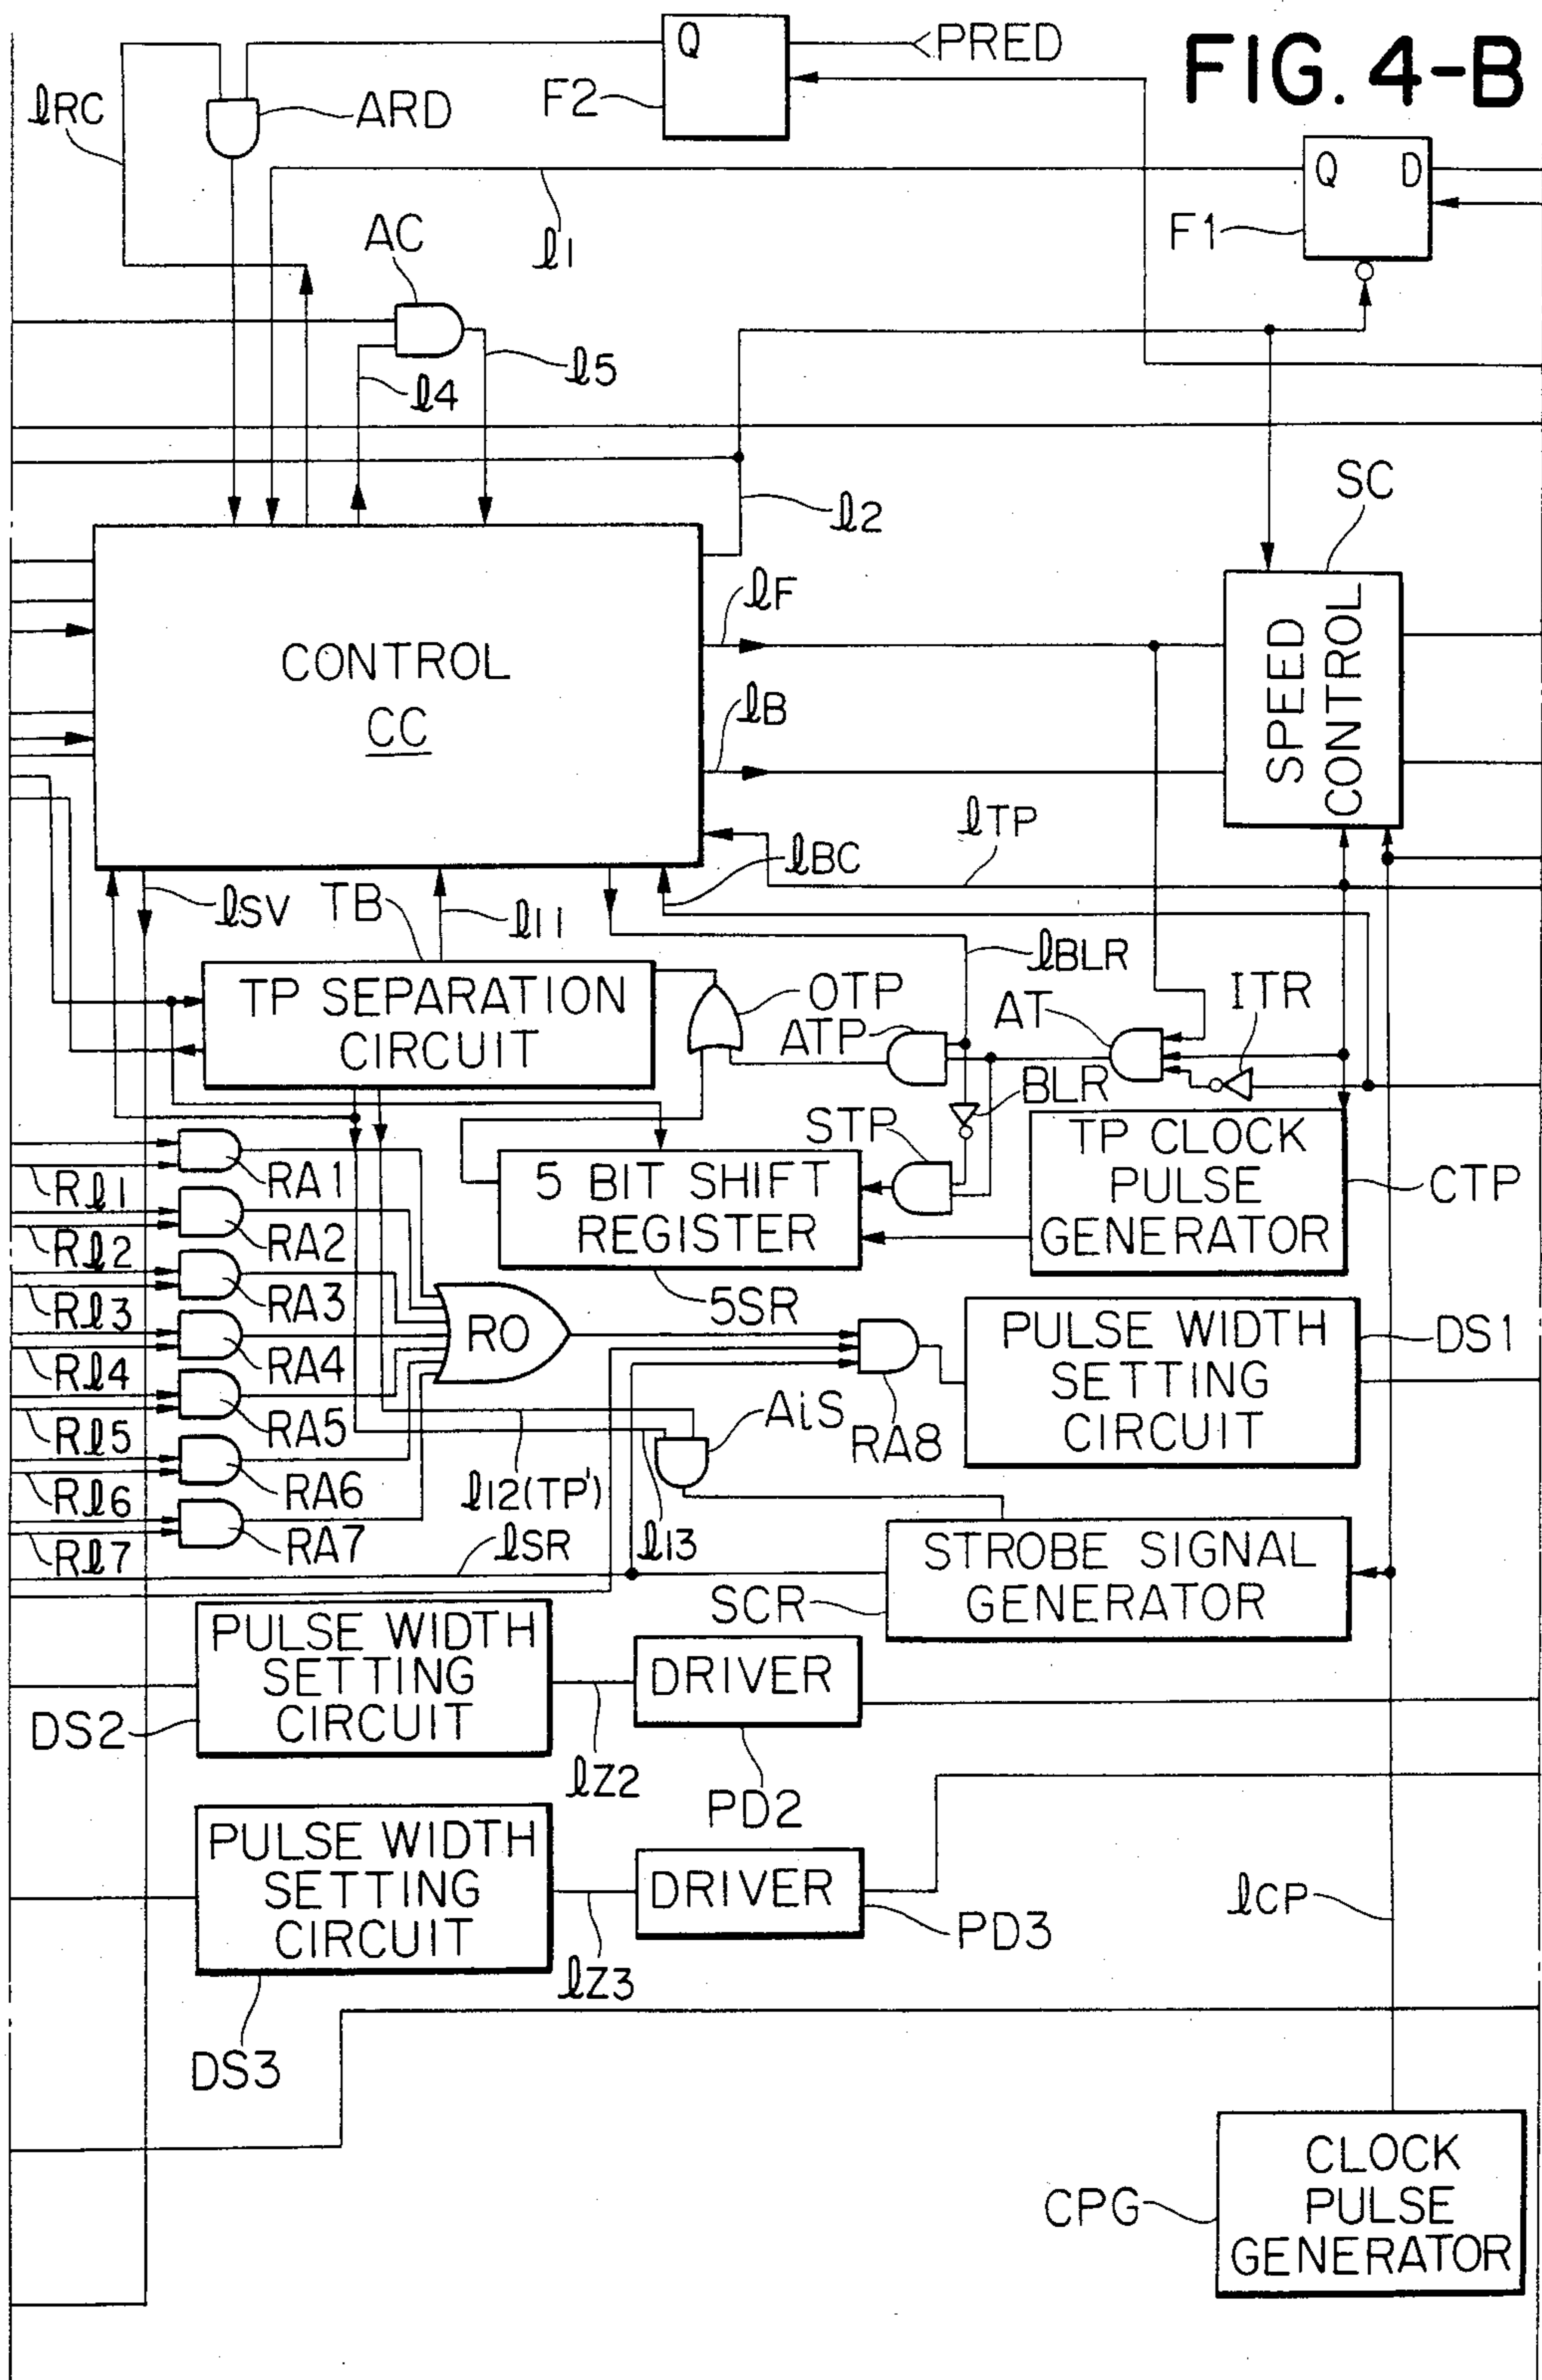 FIG. 4-B
Q
PRED
F2
ARD
ℓRC
Q D
F1
ℓ1
AC
ℓ5
ℓ4
ℓ2
SC
ℓF
SPEED
CONTROL
CONTROL
CC
ℓB
ℓTP
ℓBC
ℓSV
TB
ℓ11
ℓBLR
TP SEPARATION
CIRCUIT
OTP
ATP
AT
ITR
BLR
STP
TP CLOCK
PULSE
GENERATOR
CTP
5 BIT SHIFT
REGISTER
5SR
RA1
Rℓ1
RA2
Rℓ2
RA3
Rℓ3
RA4
Rℓ4
RA5
Rℓ5
RA6
Rℓ6
RA7
Rℓ7
RO
PULSE WIDTH
SETTING
CIRCUIT
DS1
AiS
RA8
ℓ12(TP')
ℓ13
ℓSR
STROBE SIGNAL
GENERATOR
SCR
PULSE WIDTH
SETTING
CIRCUIT
DS2
DRIVER
ℓZ2
PD2
PULSE WIDTH
SETTING
CIRCUIT
DRIVER
PD3
ℓCP
ℓZ3
DS3
CLOCK
PULSE
GENERATOR
CPG